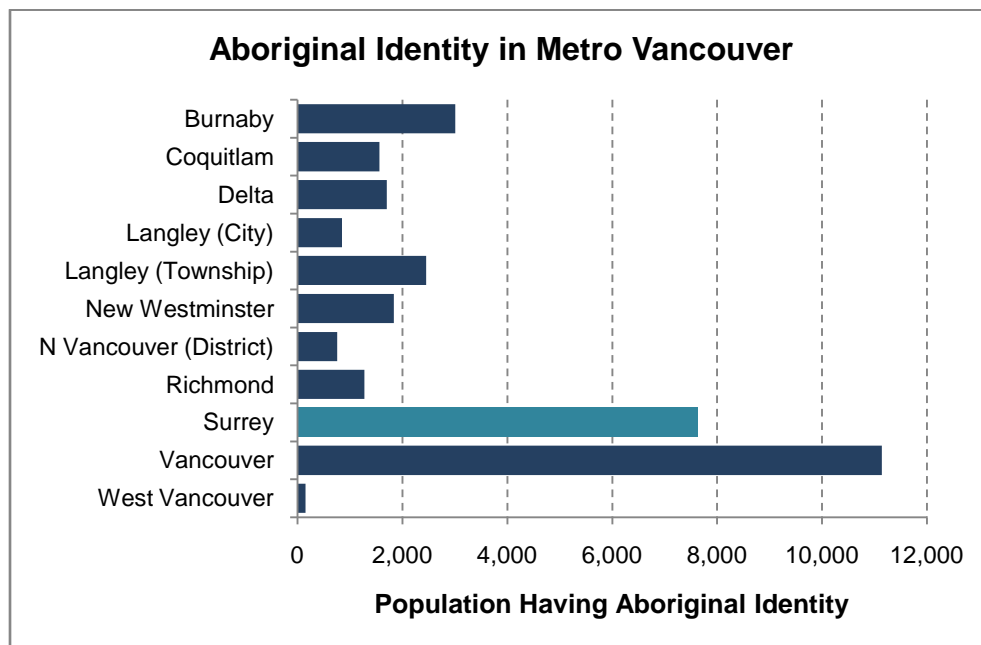 Aboriginal Identity in Metro Vancouver
Burnaby
Coquitlam
Delta
Langley (City)
Langley (Township)
New Westminster
N Vancouver (District)
Richmond
Surrey
Vancouver
West Vancouver
0 2,000 4,000 6,000 8,000 10,000 12,000
Population Having Aboriginal Identity